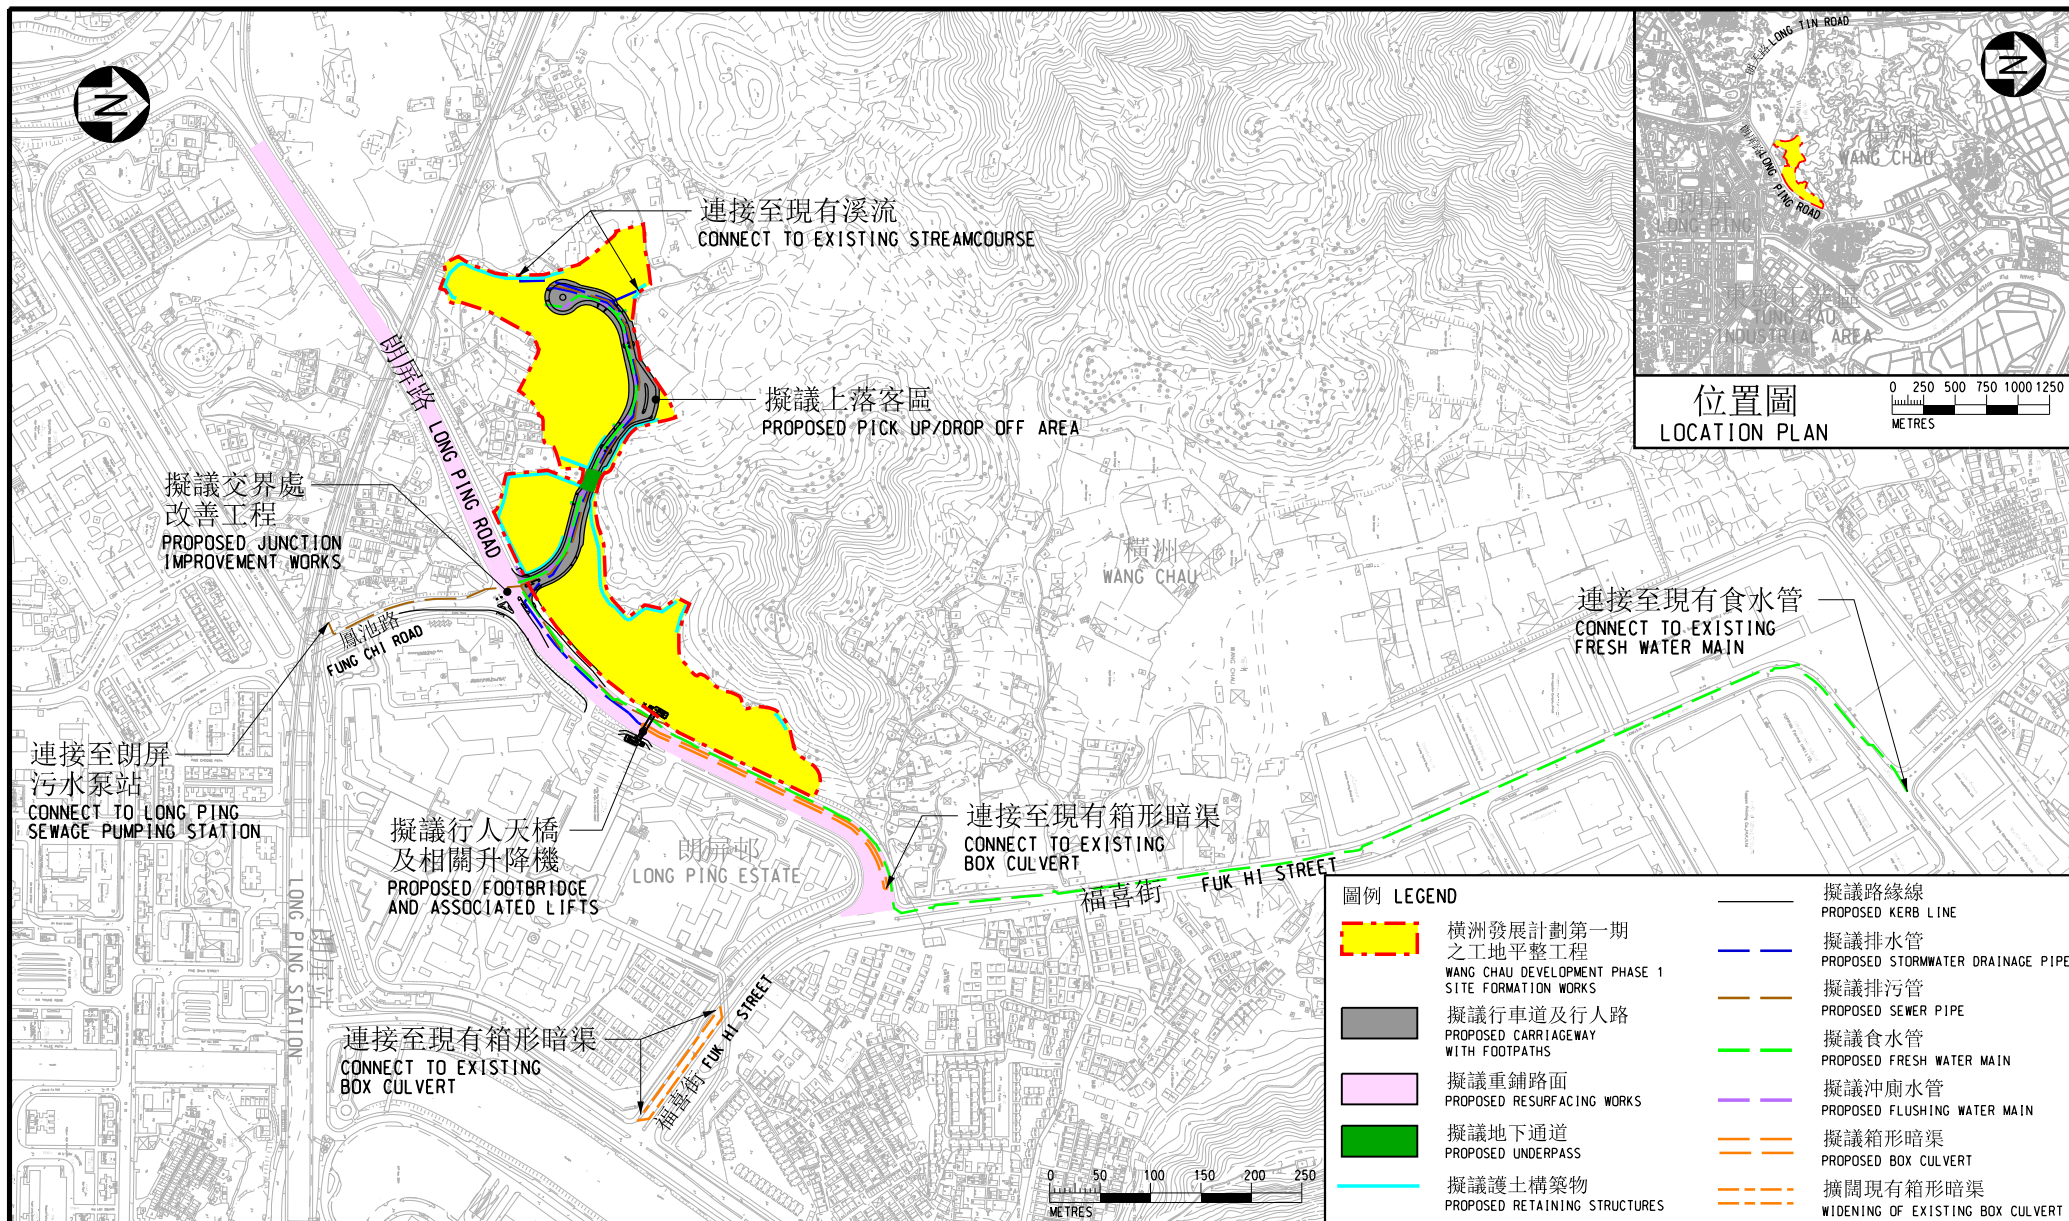 N
連接至現有溪流
CONNECT TO EXISTING STREAMCOURSE
擬議上落客區
PROPOSED PICK UP/DROP OFF AREA
朗屏路 LONG PING ROAD
擬議交界處
改善工程
PROPOSED JUNCTION
IMPROVEMENT WORKS
鳳池路
FUNG CHI ROAD
連接至朗屏
污水泵站
CONNECT TO LONG PING
SEWAGE PUMPING STATION
擬議行人天橋
及相關升降機
PROPOSED FOOTBRIDGE
AND ASSOCIATED LIFTS
朗屏邨
LONG PING ESTATE
朗屏站
LONG PING STATION
橫洲
WANG CHAU
WANG CHAU
連接至現有箱形暗渠
CONNECT TO EXISTING
BOX CULVERT
連接至現有食水管
CONNECT TO EXISTING
FRESH WATER MAIN
福喜街 FUK HI STREET
連接至現有箱形暗渠
CONNECT TO EXISTING
BOX CULVERT
福喜街 FUK HI STREET
0 50 100 150 200 250
METRES
N
LONG TIN ROAD
LONG PING ROAD
橫洲
WANG CHAU
朗屏
LONG PING
東頭工業區
TUNG TAU
INDUSTRIAL AREA
位置圖
LOCATION PLAN
0 250 500 750 1000 1250
METRES
圖例 LEGEND
橫洲發展計劃第一期
之工地平整工程
WANG CHAU DEVELOPMENT PHASE 1
SITE FORMATION WORKS
擬議行車道及行人路
PROPOSED CARRIAGEWAY
WITH FOOTPATHS
擬議重鋪路面
PROPOSED RESURFACING WORKS
擬議地下通道
PROPOSED UNDERPASS
擬議護土構築物
PROPOSED RETAINING STRUCTURES
擬議路緣線
PROPOSED KERB LINE
擬議排水管
PROPOSED STORMWATER DRAINAGE PIPE
擬議排污管
PROPOSED SEWER PIPE
擬議食水管
PROPOSED FRESH WATER MAIN
擬議沖廁水管
PROPOSED FLUSHING WATER MAIN
擬議箱形暗渠
PROPOSED BOX CULVERT
擴闊現有箱形暗渠
WIDENING OF EXISTING BOX CULVERT